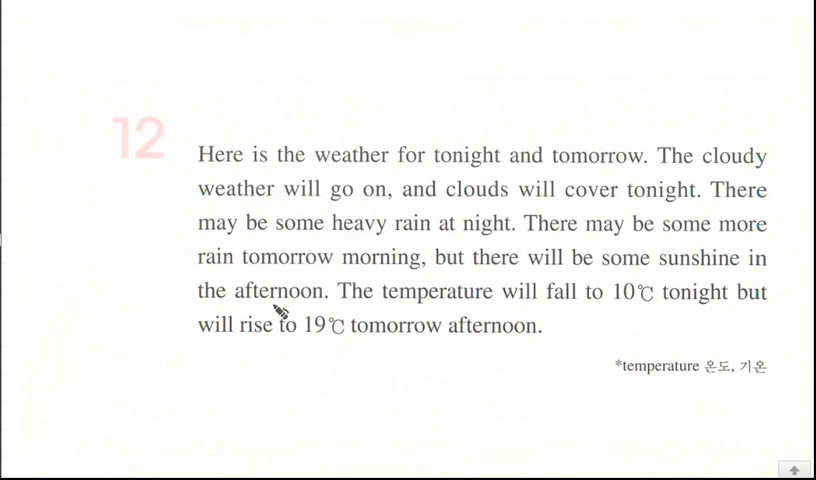 12
Here is the weather for tonight and tomorrow. The cloudy
weather will go on, and clouds will cover tonight. There
may be some heavy rain at night. There may be some more
rain tomorrow morning, but there will be some sunshine in
the afternoon. The temperature will fall to 10℃ tonight but
will rise to 19℃ tomorrow afternoon.
*temperature 온도, 기온